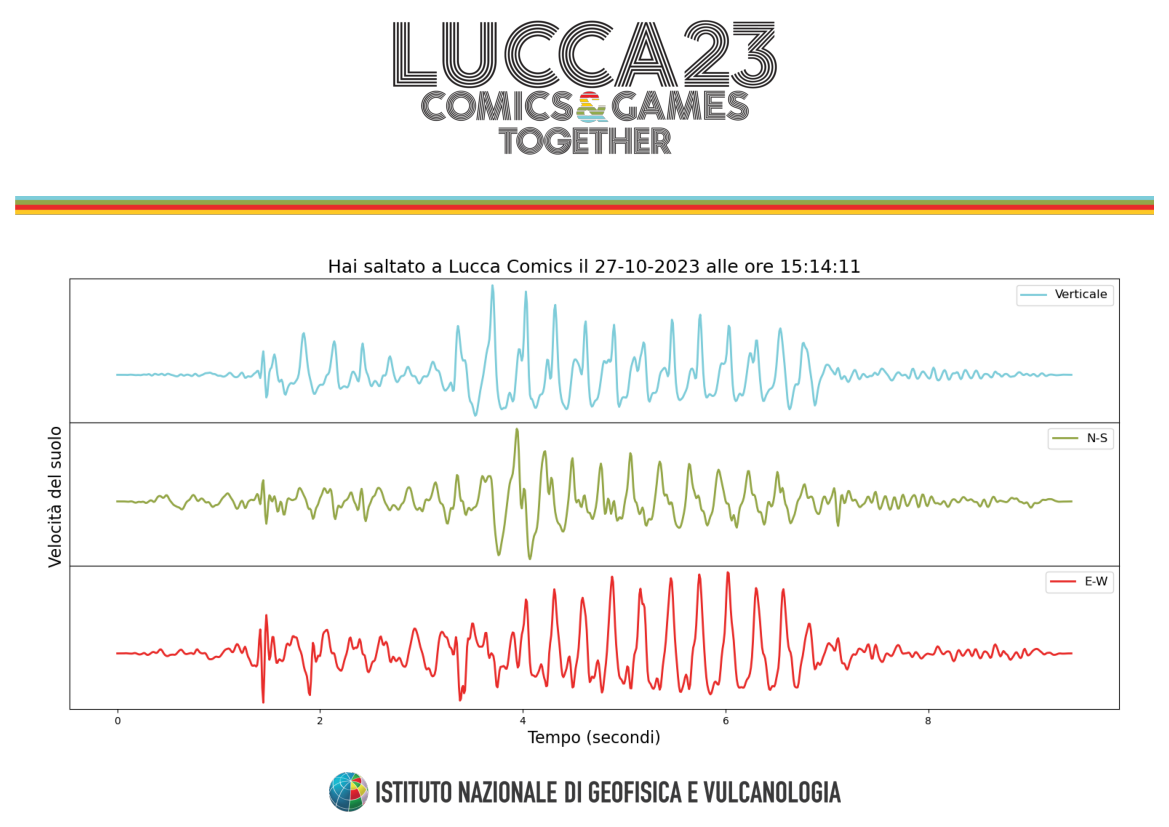 LUCCA23
COMICS&GAMES
TOGETHER
Hai saltato a Lucca Comics il 27-10-2023 alle ore 15:14:11
Verticale
N-S
E-W
Velocità del suolo
0 2 4 6 8
Tempo (secondi)
ISTITUTO NAZIONALE DI GEOFISICA E VULCANOLOGIA